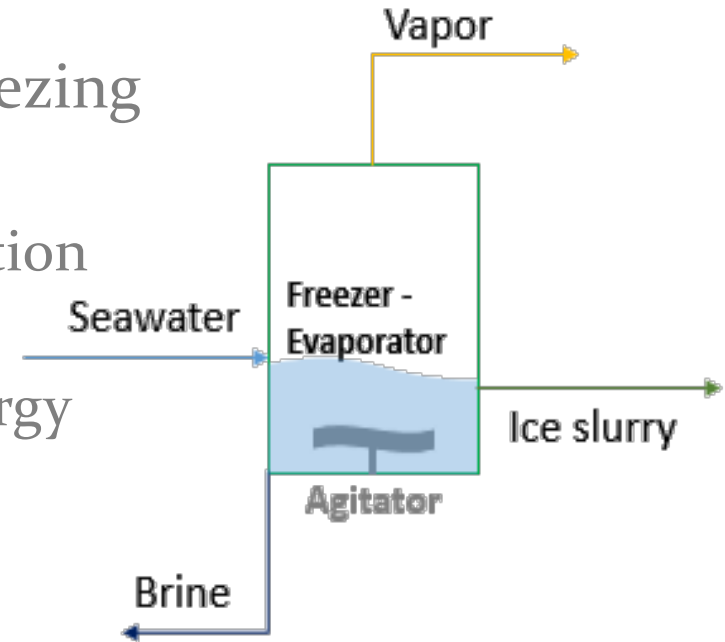 Vapor
ezing
tion
Freezer -
Seawater
Evaporator
rgy
Ice slurry
Agitator
Brine